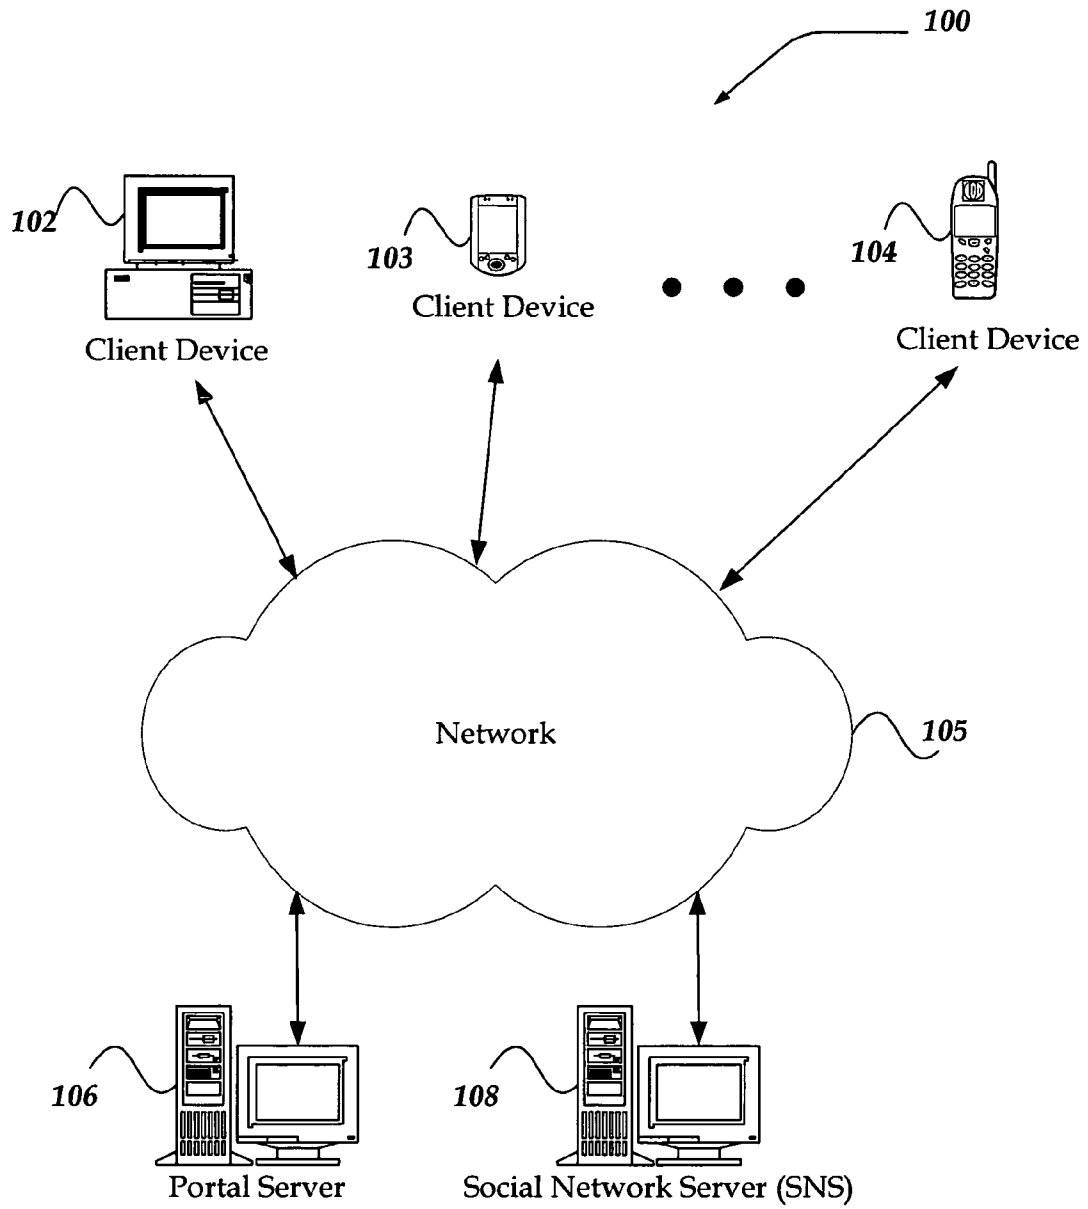 100
102
103
104
Client Device
Client Device
Client Device
Network
105
106
108
Portal Server
Social Network Server (SNS)